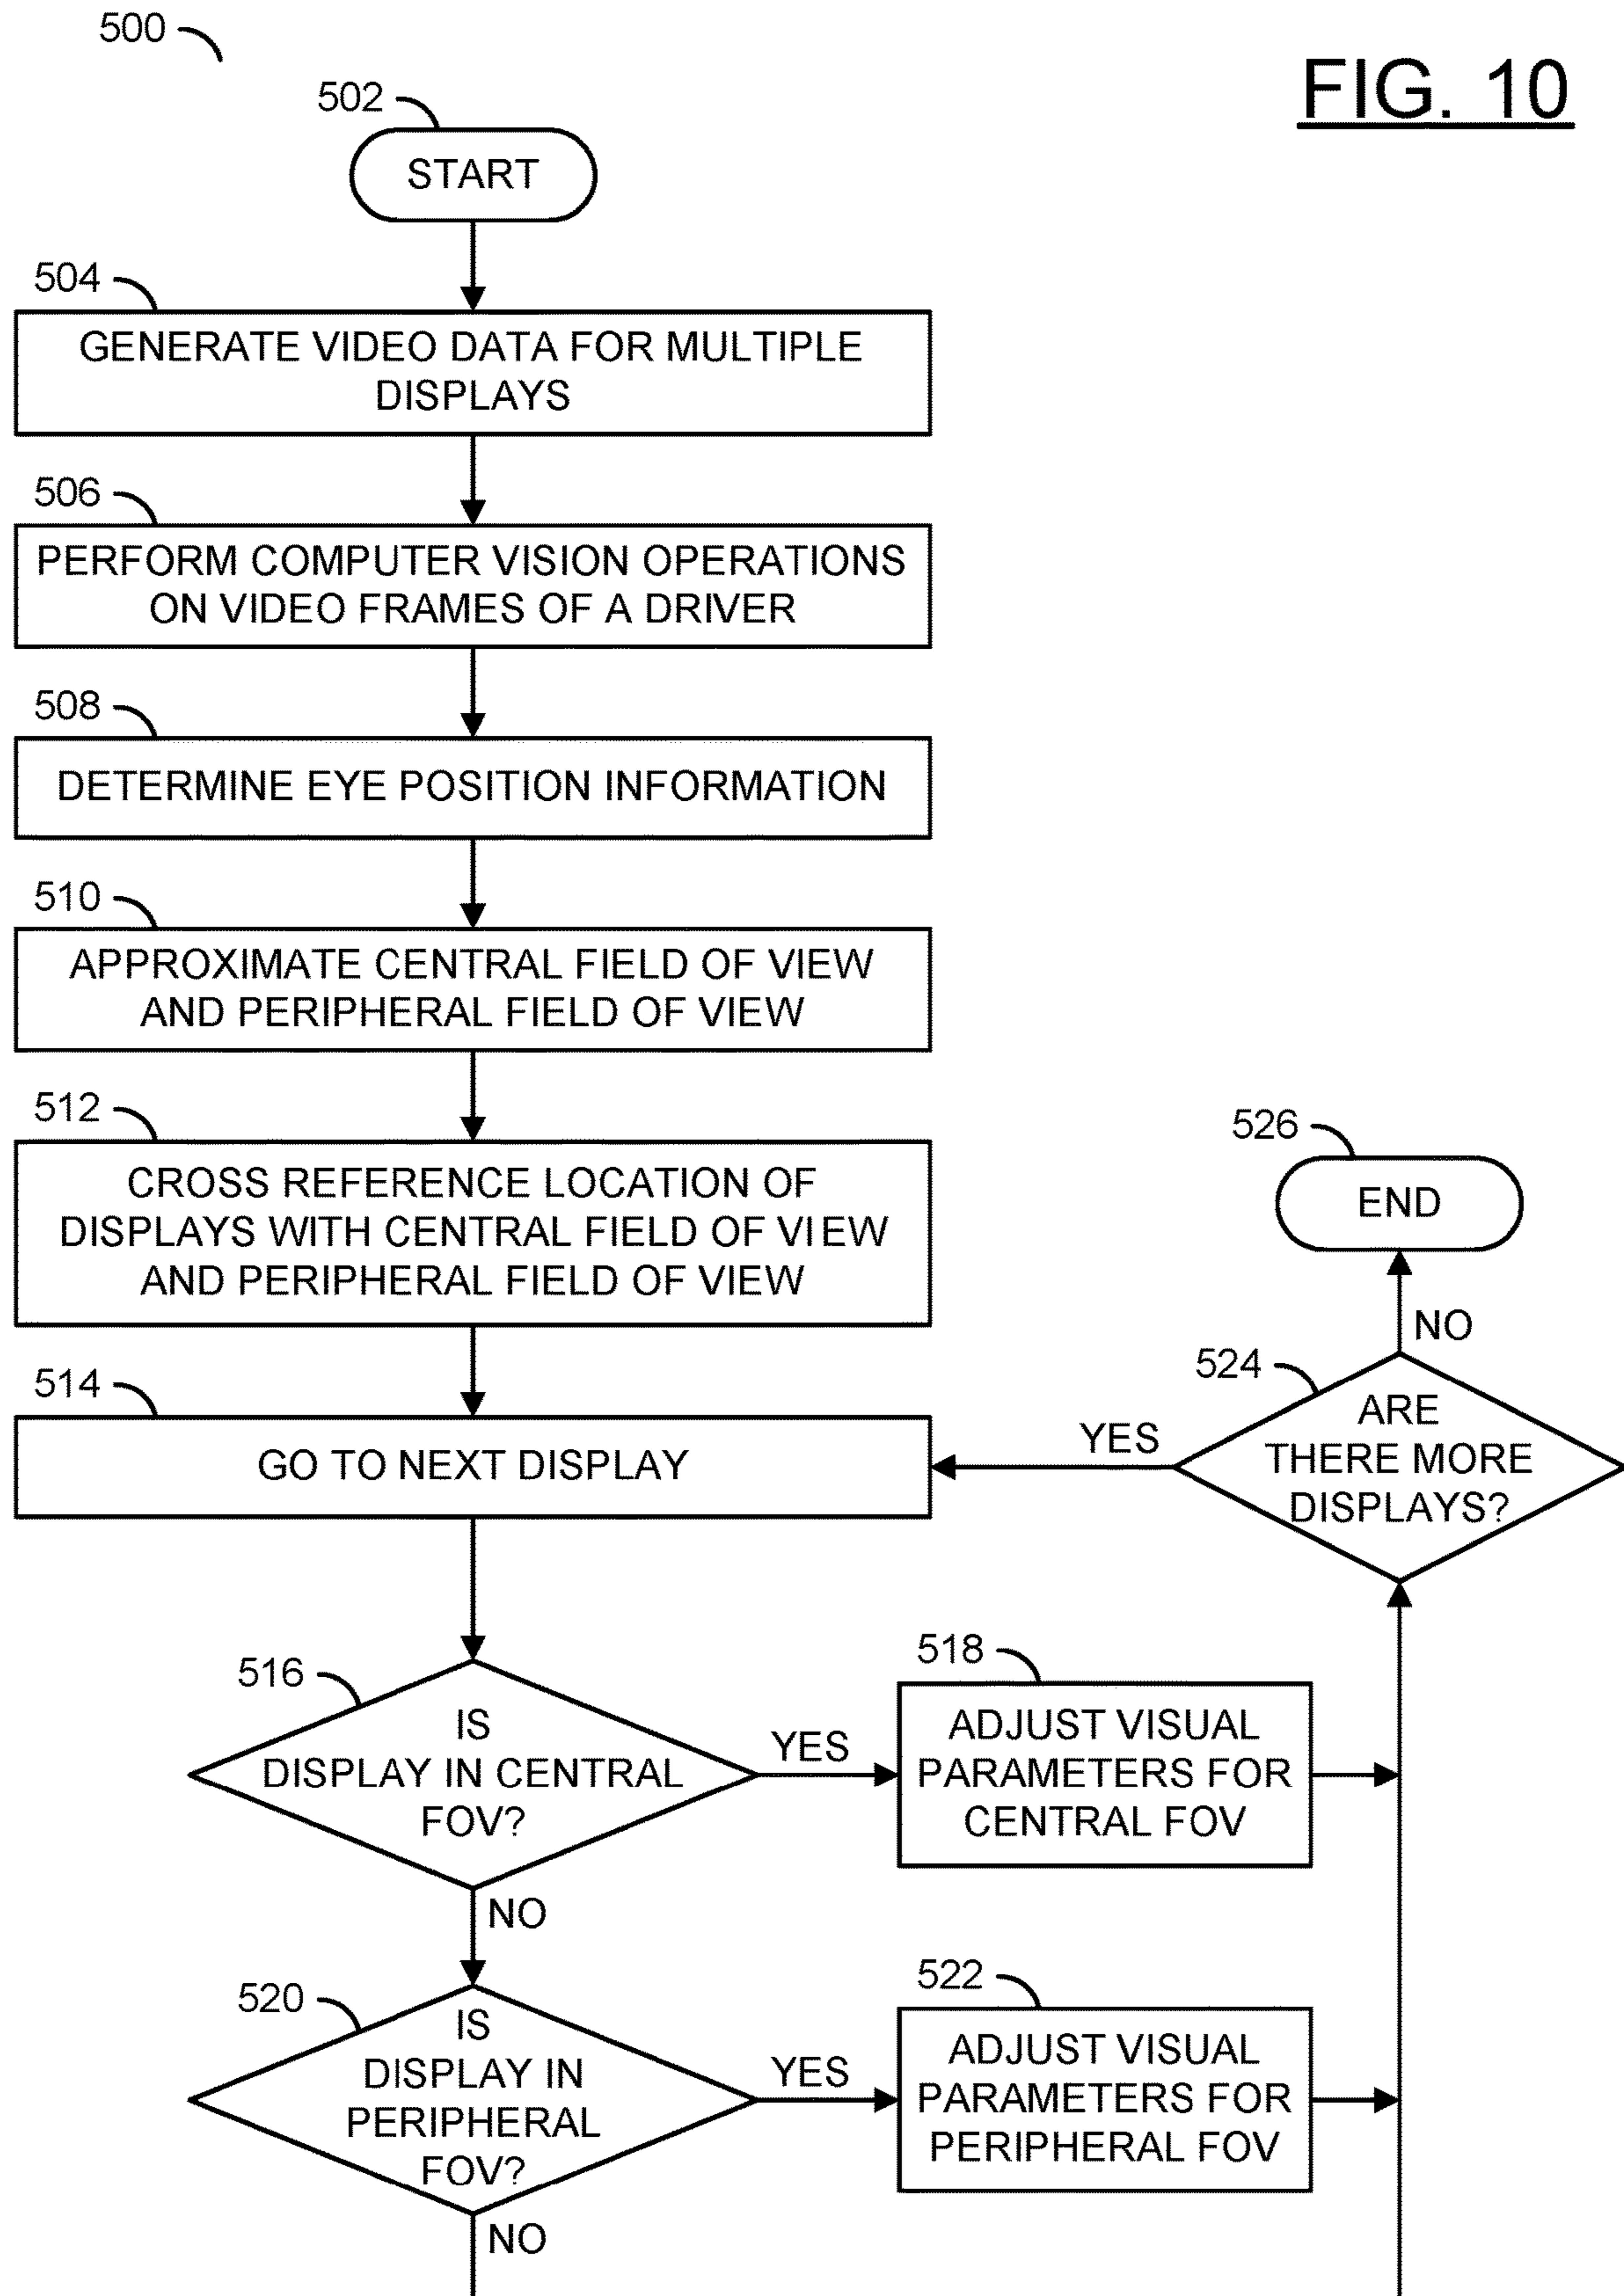 500
FIG. 10
502
START
504
GENERATE VIDEO DATA FOR MULTIPLE
DISPLAYS
506
PERFORM COMPUTER VISION OPERATIONS
ON VIDEO FRAMES OF A DRIVER
508
DETERMINE EYE POSITION INFORMATION
510
APPROXIMATE CENTRAL FIELD OF VIEW
AND PERIPHERAL FIELD OF VIEW
512
CROSS REFERENCE LOCATION OF
DISPLAYS WITH CENTRAL FIELD OF VIEW
AND PERIPHERAL FIELD OF VIEW
526
END
NO
514
GO TO NEXT DISPLAY
YES
524
ARE
THERE MORE
DISPLAYS?
516
IS
DISPLAY IN CENTRAL
FOV?
YES
518
ADJUST VISUAL
PARAMETERS FOR
CENTRAL FOV
NO
520
IS
DISPLAY IN
PERIPHERAL
FOV?
YES
522
ADJUST VISUAL
PARAMETERS FOR
PERIPHERAL FOV
NO